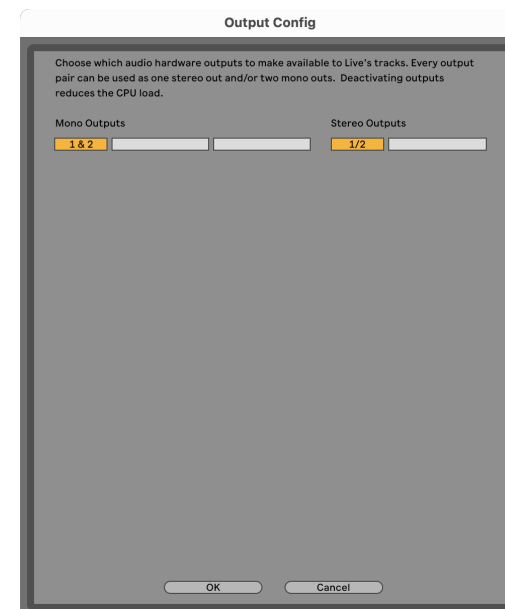 Output Config
Choose which audio hardware outputs to make available to Live's tracks. Every output
pair can be used as one stereo out and/or two mono outs.  Deactivating outputs
reduces the CPU load.
Mono Outputs
Stereo Outputs
1 & 2
1/2
OK
Cancel